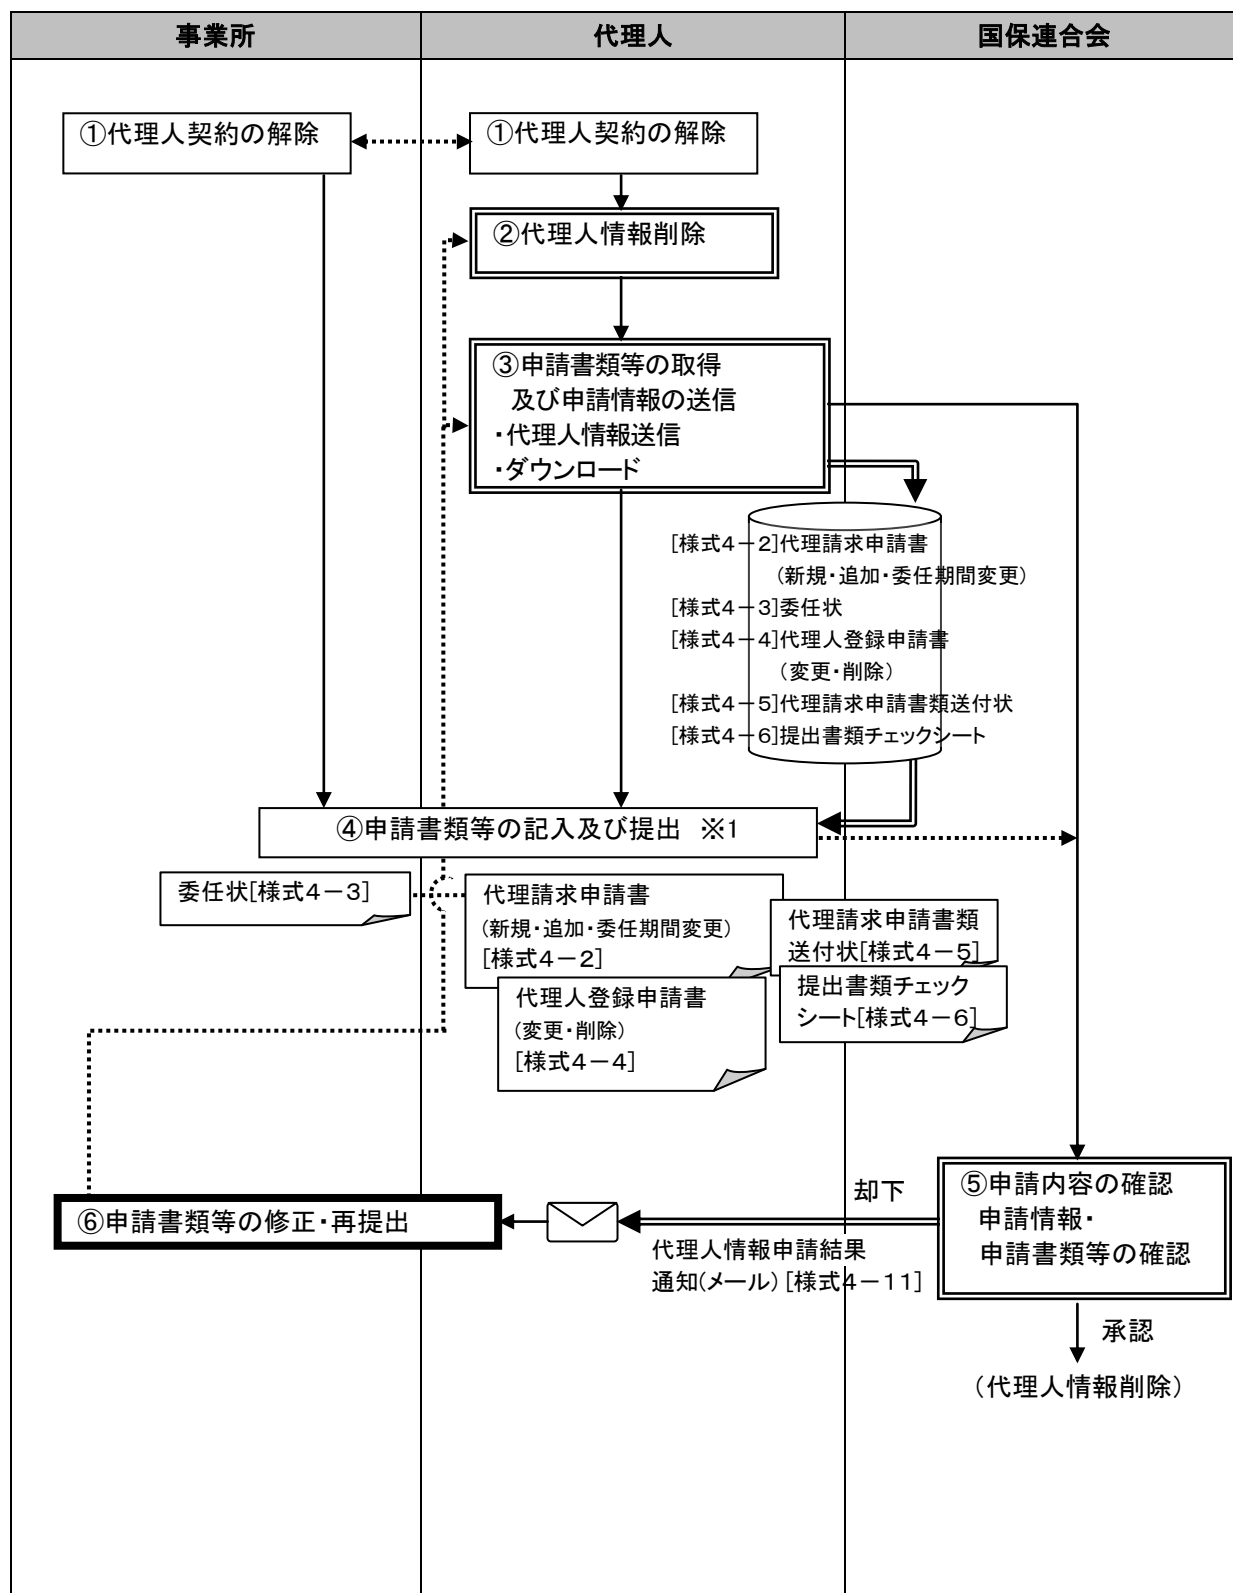 事業所
代理人
国保連合会
①代理人契約の解除
①代理人契約の解除
②代理人情報削除
③申請書類等の取得
及び申請情報の送信
・代理人情報送信
・ダウンロード
[様式4－2]代理請求申請書
(新規・追加・委任期間変更)
[様式4－3]委任状
[様式4－4]代理人登録申請書
(変更・削除)
[様式4－5]代理請求申請書類送付状
[様式4－6]提出書類チェックシート
④申請書類等の記入及び提出 ※1
委任状[様式4－3]
代理請求申請書
(新規・追加・委任期間変更)
[様式4－2]
代理人登録申請書
(変更・削除)
[様式4－4]
代理請求申請書類
送付状[様式4－5]
提出書類チェック
シート[様式4－6]
⑤申請内容の確認
申請情報・
申請書類等の確認
却下
代理人情報申請結果
通知(メール) [様式4－11]
⑥申請書類等の修正・再提出
承認
（代理人情報削除）